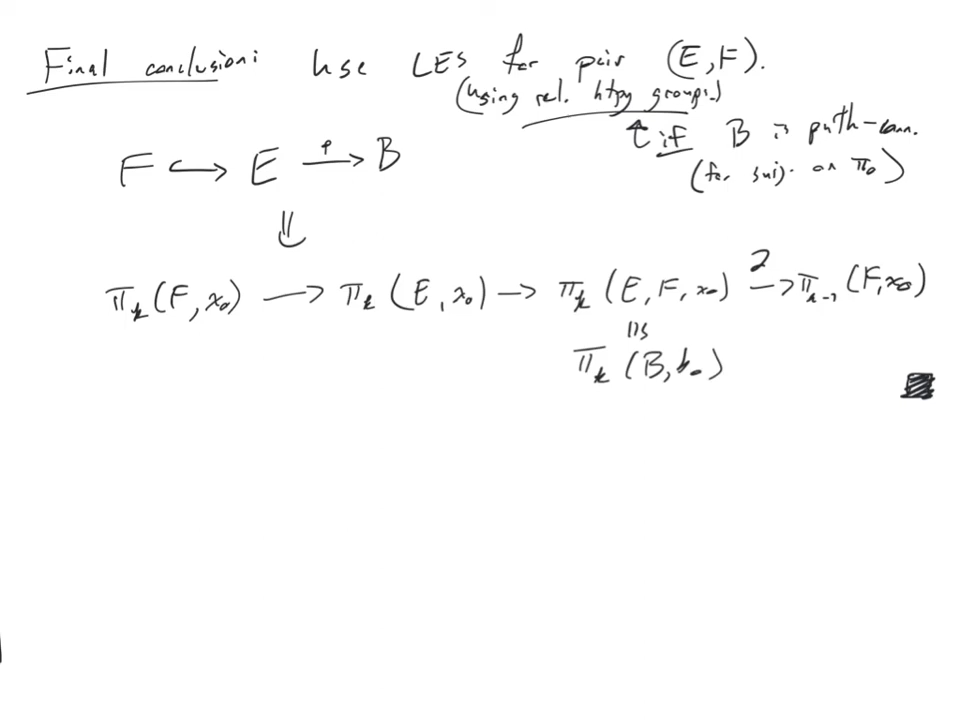 Final conclusion: Use LES for pair (E, F).
(using rel. htpy groups)
↑ if B is path-conn.
(for surj. on π₀)
F ↪ E →ᵖ B
⇓
πₖ(F, x₀) → πₖ(E, x₀) → πₖ(E, F, x₀) →^∂ πₖ₋₁(F, x₀)
≅
πₖ(B, b₀)